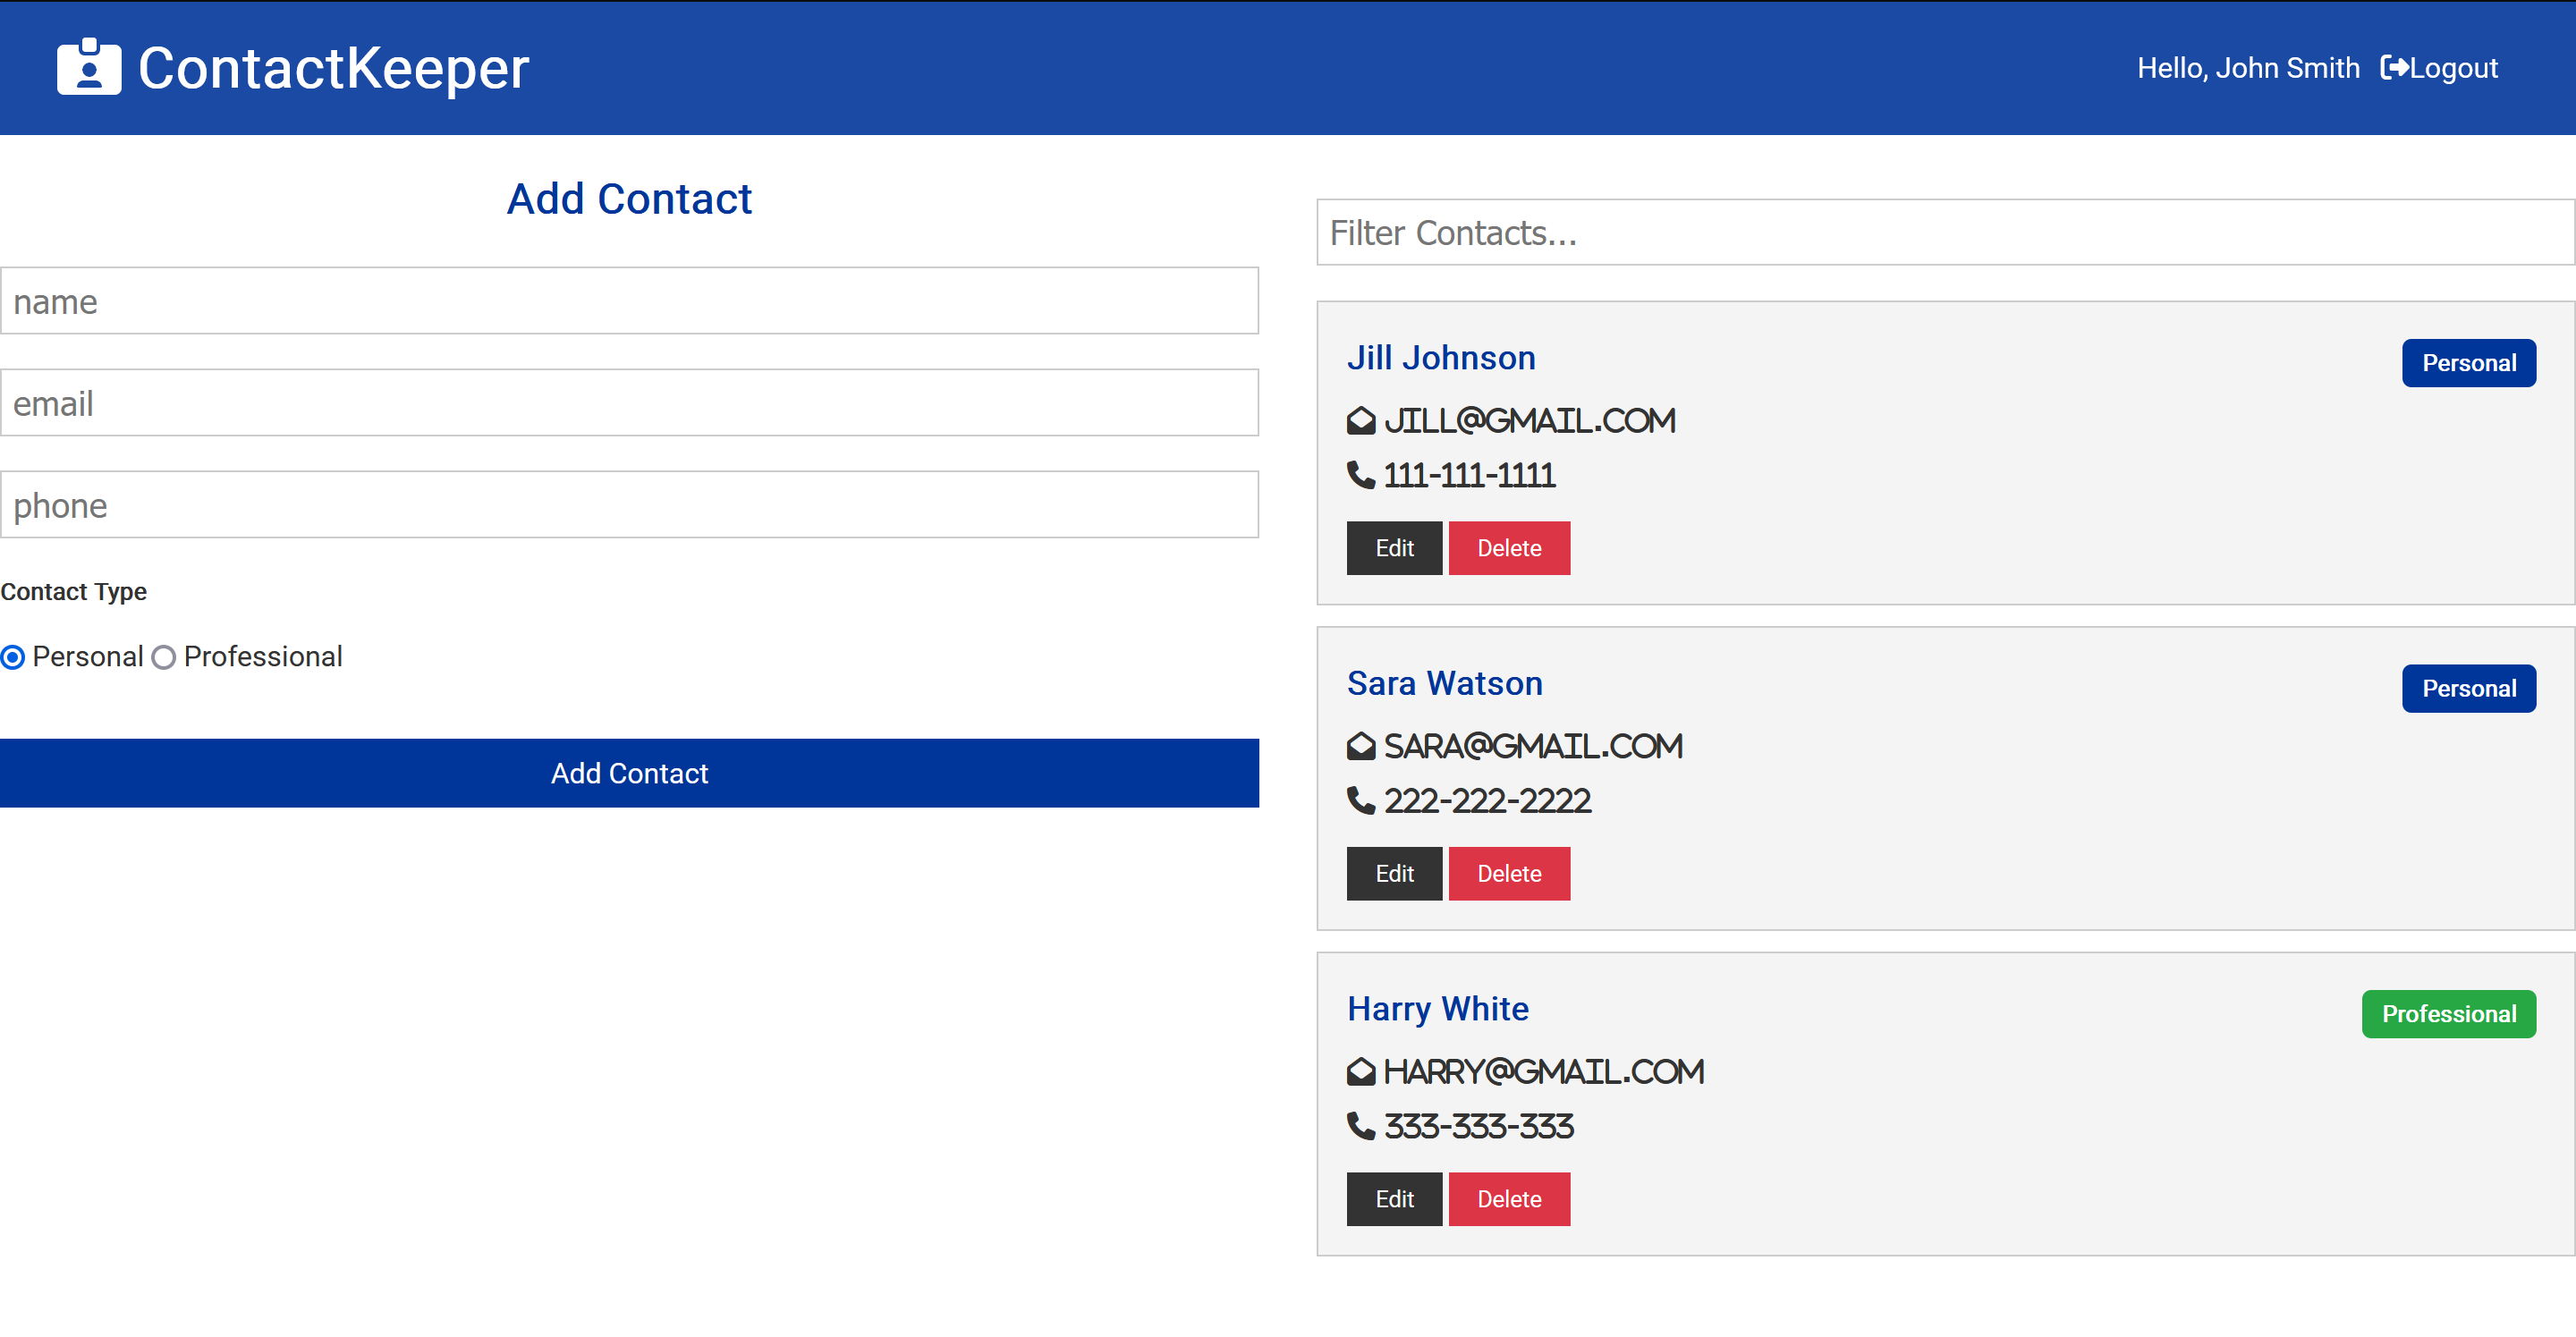 ContactKeeper
Hello, John Smith Logout
Add Contact
name
email
phone
Contact Type
Personal Professional
Add Contact
Filter Contacts...
Jill Johnson
Personal
JILL@GMAIL.COM
111-111-1111
Edit Delete
Sara Watson
Personal
SARA@GMAIL.COM
222-222-2222
Edit Delete
Harry White
Professional
HARRY@GMAIL.COM
333-333-333
Edit Delete